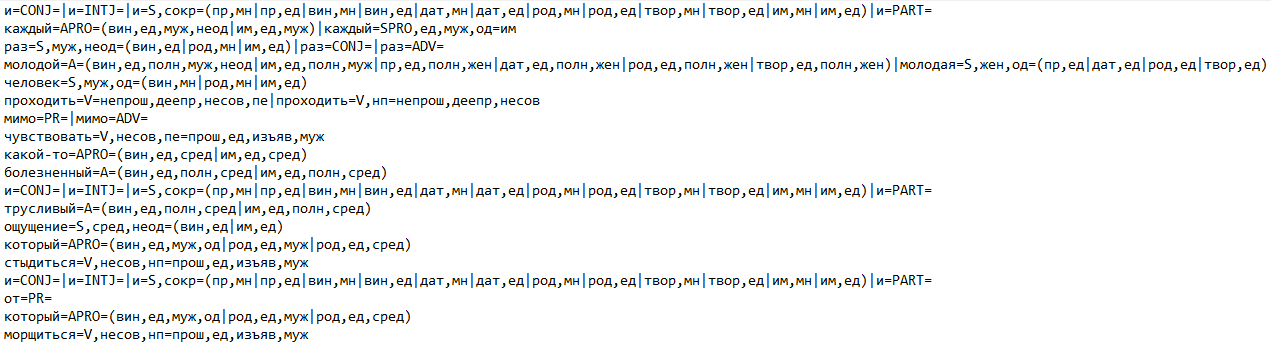 и=CONJ=|и=INTJ=|и=S,сокр=(пр,мн|пр,ед|вин,мн|вин,ед|дат,мн|дат,ед|род,мн|род,ед|твор,мн|твор,ед|им,мн|им,ед)|и=PART=
каждый=APRO=(вин,ед,муж,неод|им,ед,муж)|каждый=SPRO,ед,муж,од=им
раз=S,муж,неод=(вин,ед|род,мн|им,ед)|раз=CONJ=|раз=ADV=
молодой=A=(вин,ед,полн,муж,неод|им,ед,полн,муж|пр,ед,полн,жен|дат,ед,полн,жен|род,ед,полн,жен|твор,ед,полн,жен)|молодая=S,жен,од=(пр,ед|дат,ед|род,ед|твор,ед)
человек=S,муж,од=(вин,мн|род,мн|им,ед)
проходить=V=непрош,деепр,несов,пе|проходить=V,нп=непрош,деепр,несов
мимо=PR=|мимо=ADV=
чувствовать=V,несов,пе=прош,ед,изъяв,муж
какой-то=APRO=(вин,ед,сред|им,ед,сред)
болезненный=A=(вин,ед,полн,сред|им,ед,полн,сред)
и=CONJ=|и=INTJ=|и=S,сокр=(пр,мн|пр,ед|вин,мн|вин,ед|дат,мн|дат,ед|род,мн|род,ед|твор,мн|твор,ед|им,мн|им,ед)|и=PART=
трусливый=A=(вин,ед,полн,сред|им,ед,полн,сред)
ощущение=S,сред,неод=(вин,ед|им,ед)
который=APRO=(вин,ед,муж,од|род,ед,муж|род,ед,сред)
стыдиться=V,несов,нп=прош,ед,изъяв,муж
и=CONJ=|и=INTJ=|и=S,сокр=(пр,мн|пр,ед|вин,мн|вин,ед|дат,мн|дат,ед|род,мн|род,ед|твор,мн|твор,ед|им,мн|им,ед)|и=PART=
от=PR=
который=APRO=(вин,ед,муж,од|род,ед,муж|род,ед,сред)
морщиться=V,несов,нп=прош,ед,изъяв,муж